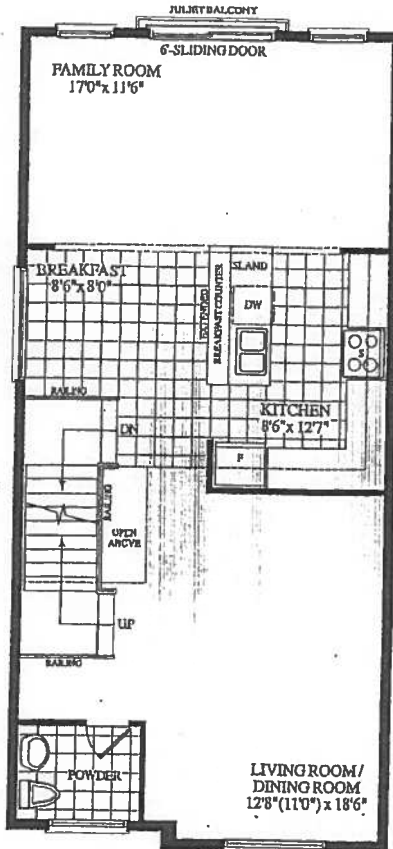 JULIET BALCONY
6'-SLIDING DOOR
FAMILY ROOM
17'0" x 11'6"
BREAKFAST
8'6" x 8'0"
EXTENDED
BREAKFAST COUNTER
SLAND
DW
S
KITCHEN
8'6" x 12'7"
F
RAILING
DN
RAILING
OPEN
ABOVE
UP
RAILING
POWDER
LIVING ROOM/
DINING ROOM
12'8" (11'0") x 18'6"